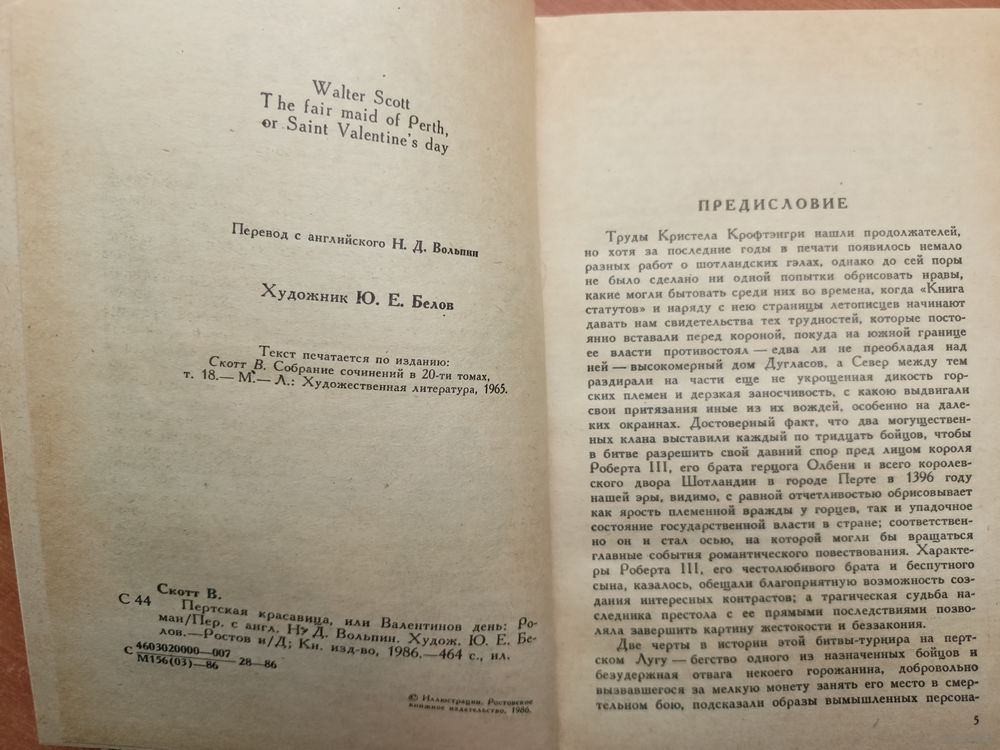 Walter Scott
The fair maid of Perth,
or Saint Valentine's day
Перевод с английского Н. Д. Вольпин
Художник Ю. Е. Белов
Текст печатается по изданию:
Скотт В. Собрание сочинений в 20-ти томах,
т. 18.— М.— Л.: Художественная литература, 1965.
Скотт В.
С 44 Пертская красавица, или Валентинов день: Ро-
ман/Пер. с англ. Н. Д. Вольпин. Худож. Ю. Е. Бе-
лов.—Ростов н/Д; Кн. изд-во, 1986.—464 с., ил.
С 4603020000—007
М156(03)—86 28—86
© Иллюстрации. Ростовское
книжное издательство, 1986.
ПРЕДИСЛОВИЕ
Труды Кристела Крофтэнгри нашли продолжателей,
но хотя за последние годы в печати появилось немало
разных работ о шотландских гэлах, однако до сей поры
не было сделано ни одной попытки обрисовать нравы,
какие могли бытовать среди них во времена, когда «Книга
статутов» и наряду с нею страницы летописцев начинают
давать нам свидетельства тех трудностей, которые посто-
янно вставали перед короной, покуда на южной границе
ее власти противостоял — едва ли не преобладая над
ней — высокомерный дом Дугласов, а Север между тем
раздирали на части еще не укрощенная дикость гор-
ских племен и дерзкая заносчивость, с какою выдвигали
свои притязания иные из их вождей, особенно на дале-
ких окраинах. Достоверный факт, что два могуществен-
ных клана выставили каждый по тридцать бойцов, чтобы
в битве разрешить свой давний спор пред лицом короля
Роберта III, его брата герцога Олбени и всего королев-
ского двора Шотландии в городе Перте в 1396 году
нашей эры, видимо, с равной отчетливостью обрисовывает
как ярость племенной вражды у горцев, так и упадочное
состояние государственной власти в стране; соответствен-
но он и стал осью, на которой могли бы вращаться
главные события романтического повествования. Характе-
ры Роберта III, его честолюбивого брата и беспутного
сына, казалось, обещали благоприятную возможность соз-
дания интересных контрастов; а трагическая судьба на-
следника престола с ее прямыми последствиями позво-
ляла завершить картину жестокости и беззакония.
Две черты в истории этой битвы-турнира на перт-
ском Лугу — бегство одного из назначенных бойцов и
безудержная отвага некоего горожанина, добровольно
вызвавшегося за мелкую монету занять его место в смер-
тельном бою, подсказали образы вымышленных персона-
5